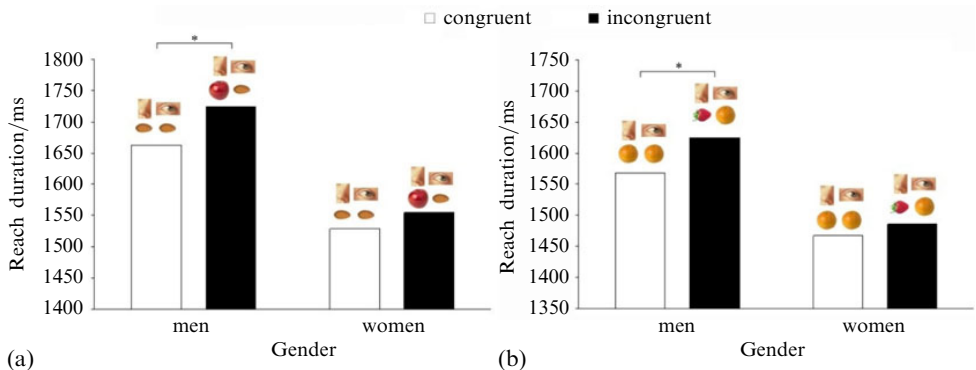 congruent incongruent
*
1800
1750
1700
1650
1600
1550
1500
1450
1400
Reach duration/ms
men women
Gender
(a)
*
1750
1700
1650
1600
1550
1500
1450
1400
1350
Reach duration/ms
men women
Gender
(b)